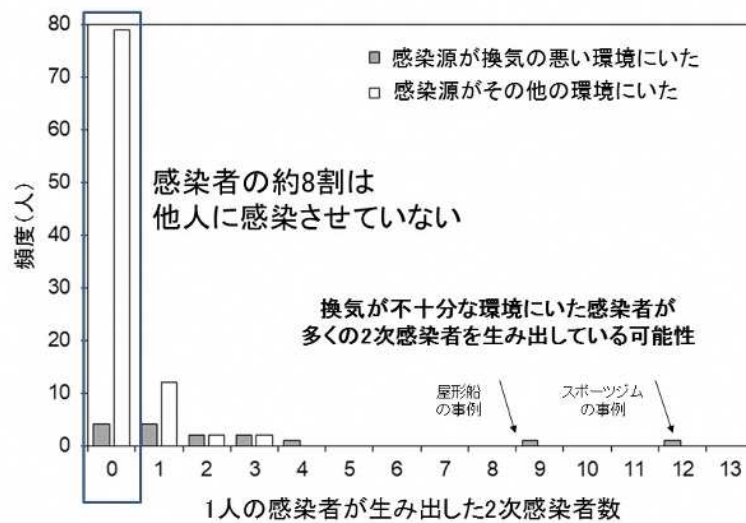 80
70
60
50
40
30
20
10
0
頻度(人)
感染源が換気の悪い環境にいた
感染源がその他の環境にいた
感染者の約8割は
他人に感染させていない
換気が不十分な環境にいた感染者が
多くの2次感染者を生み出している可能性
屋形船
の事例
スポーツジム
の事例
0 1 2 3 4 5 6 7 8 9 10 11 12 13
1人の感染者が生み出した2次感染者数